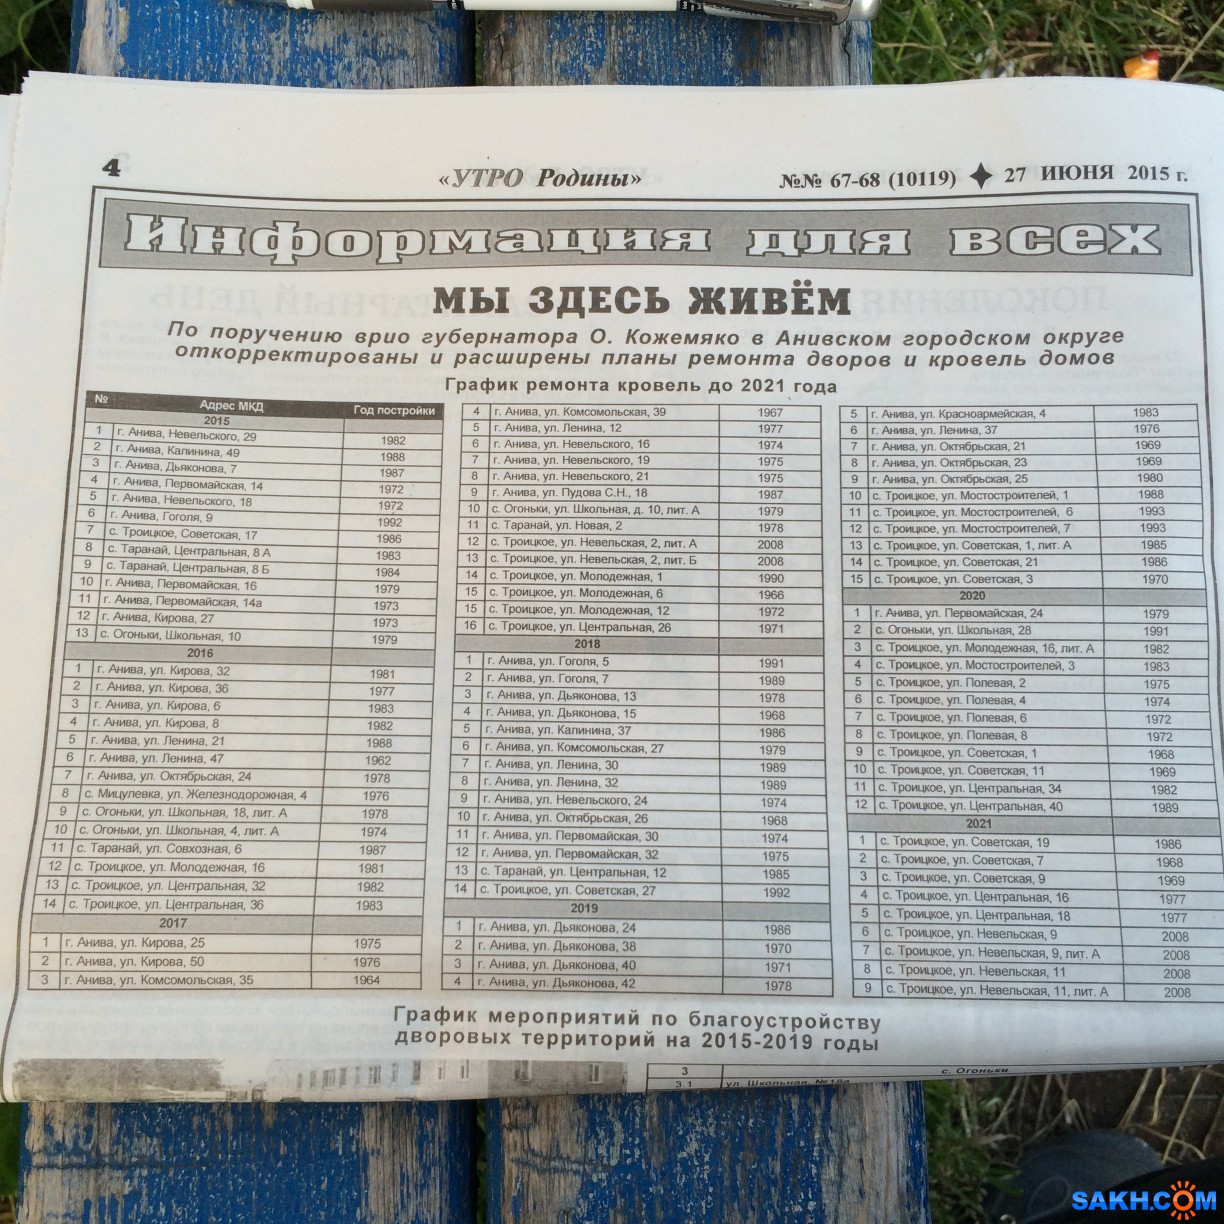 4
«УТРО Родины»
№№ 67-68 (10119) 27 ИЮНЯ 2015 г.
Информация для всех
МЫ ЗДЕСЬ ЖИВЁМ
По поручению врио губернатора О. Кожемяко в Анивском городском округе
откорректированы и расширены планы ремонта дворов и кровель домов
График ремонта кровель до 2021 года
№ Адрес МКД Год постройки
2015
1 г. Анива, Невельского, 29 1982
2 г. Анива, Калинина, 49 1988
3 г. Анива, Дьяконова, 7 1987
4 г. Анива, Первомайская, 14 1972
5 г. Анива, Невельского, 18 1972
6 г. Анива, Гоголя, 9 1992
7 с. Троицкое, Советская, 17 1986
8 с. Таранай, Центральная, 8 А 1983
9 с. Таранай, Центральная, 8 Б 1984
10 г. Анива, Первомайская, 16 1979
11 г. Анива, Первомайская, 14а 1973
12 г. Анива, Кирова, 27 1973
13 с. Огоньки, Школьная, 10 1979
2016
1 г. Анива, ул. Кирова, 32 1981
2 г. Анива, ул. Кирова, 36 1977
3 г. Анива, ул. Кирова, 6 1983
4 г. Анива, ул. Кирова, 8 1982
5 г. Анива, ул. Ленина, 21 1988
6 г. Анива, ул. Ленина, 47 1962
7 г. Анива, ул. Октябрьская, 24 1978
8 с. Мицулевка, ул. Железнодорожная, 4 1976
9 с. Огоньки, ул. Школьная, 18, лит. А 1978
10 с. Огоньки, ул. Школьная, 4, лит. А 1974
11 с. Таранай, ул. Совхозная, 6 1987
12 с. Троицкое, ул. Молодежная, 16 1981
13 с. Троицкое, ул. Центральная, 32 1982
14 с. Троицкое, ул. Центральная, 36 1983
2017
1 г. Анива, ул. Кирова, 25 1975
2 г. Анива, ул. Кирова, 50 1976
3 г. Анива, ул. Комсомольская, 35 1964
4 г. Анива, ул. Комсомольская, 39 1967
5 г. Анива, ул. Ленина, 12 1977
6 г. Анива, ул. Невельского, 16 1974
7 г. Анива, ул. Невельского, 19 1975
8 г. Анива, ул. Невельского, 21 1975
9 г. Анива, ул. Пудова С.Н., 18 1987
10 с. Огоньки, ул. Школьная, д. 10, лит. А 1979
11 с. Таранай, ул. Новая, 2 1978
12 с. Троицкое, ул. Невельская, 2, лит. А 2008
13 с. Троицкое, ул. Невельская, 2, лит. Б 2008
14 с. Троицкое, ул. Молодежная, 1 1990
15 с. Троицкое, ул. Молодежная, 6 1966
15 с. Троицкое, ул. Молодежная, 12 1972
16 с. Троицкое, ул. Центральная, 26 1971
2018
1 г. Анива, ул. Гоголя, 5 1991
2 г. Анива, ул. Гоголя, 7 1989
3 г. Анива, ул. Дьяконова, 13 1978
4 г. Анива, ул. Дьяконова, 15 1968
5 г. Анива, ул. Калинина, 37 1986
6 г. Анива, ул. Комсомольская, 27 1979
7 г. Анива, ул. Ленина, 30 1989
8 г. Анива, ул. Ленина, 32 1989
9 г. Анива, ул. Невельского, 24 1974
10 г. Анива, ул. Октябрьская, 26 1968
11 г. Анива, ул. Первомайская, 30 1974
12 г. Анива, ул. Первомайская, 32 1975
13 с. Таранай, ул. Центральная, 12 1985
14 с. Троицкое, ул. Советская, 27 1992
2019
1 г. Анива, ул. Дьяконова, 24 1986
2 г. Анива, ул. Дьяконова, 38 1970
3 г. Анива, ул. Дьяконова, 40 1971
4 г. Анива, ул. Дьяконова, 42 1978
5 г. Анива, ул. Красноармейская, 4 1983
6 г. Анива, ул. Ленина, 37 1976
7 г. Анива, ул. Октябрьская, 21 1969
8 г. Анива, ул. Октябрьская, 23 1969
9 г. Анива, ул. Октябрьская, 25 1980
10 с. Троицкое, ул. Мостостроителей, 1 1988
11 с. Троицкое, ул. Мостостроителей, 6 1993
12 с. Троицкое, ул. Мостостроителей, 7 1993
13 с. Троицкое, ул. Советская, 1, лит. А 1985
14 с. Троицкое, ул. Советская, 21 1986
15 с. Троицкое, ул. Советская, 3 1970
2020
1 г. Анива, ул. Первомайская, 24 1979
2 с. Огоньки, ул. Школьная, 28 1991
3 с. Троицкое, ул. Молодежная, 16, лит. А 1982
4 с. Троицкое, ул. Мостостроителей, 3 1983
5 с. Троицкое, ул. Полевая, 2 1975
6 с. Троицкое, ул. Полевая, 4 1974
7 с. Троицкое, ул. Полевая, 6 1972
8 с. Троицкое, ул. Полевая, 8 1972
9 с. Троицкое, ул. Советская, 1 1968
10 с. Троицкое, ул. Советская, 11 1969
11 с. Троицкое, ул. Центральная, 34 1982
12 с. Троицкое, ул. Центральная, 40 1989
2021
1 с. Троицкое, ул. Советская, 19 1986
2 с. Троицкое, ул. Советская, 7 1968
3 с. Троицкое, ул. Советская, 9 1969
4 с. Троицкое, ул. Центральная, 16 1977
5 с. Троицкое, ул. Центральная, 18 1977
6 с. Троицкое, ул. Невельская, 9 2008
7 с. Троицкое, ул. Невельская, 9, лит. А 2008
8 с. Троицкое, ул. Невельская, 11 2008
9 с. Троицкое, ул. Невельская, 11, лит. А 2008
График мероприятий по благоустройству
дворовых территорий на 2015-2019 годы
3 с. Огоньки
3.1 ул. Школьная, №18а
SAKH.COM